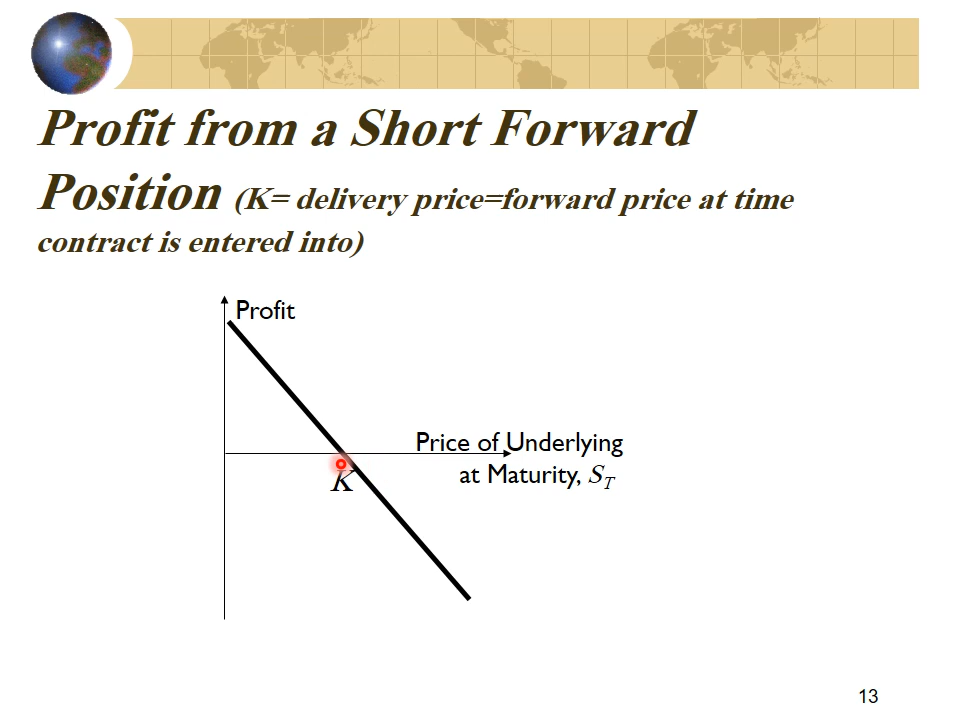 Profit from a Short Forward
Position (K= delivery price=forward price at time
contract is entered into)
Profit
Price of Underlying
at Maturity, S_T
K
13